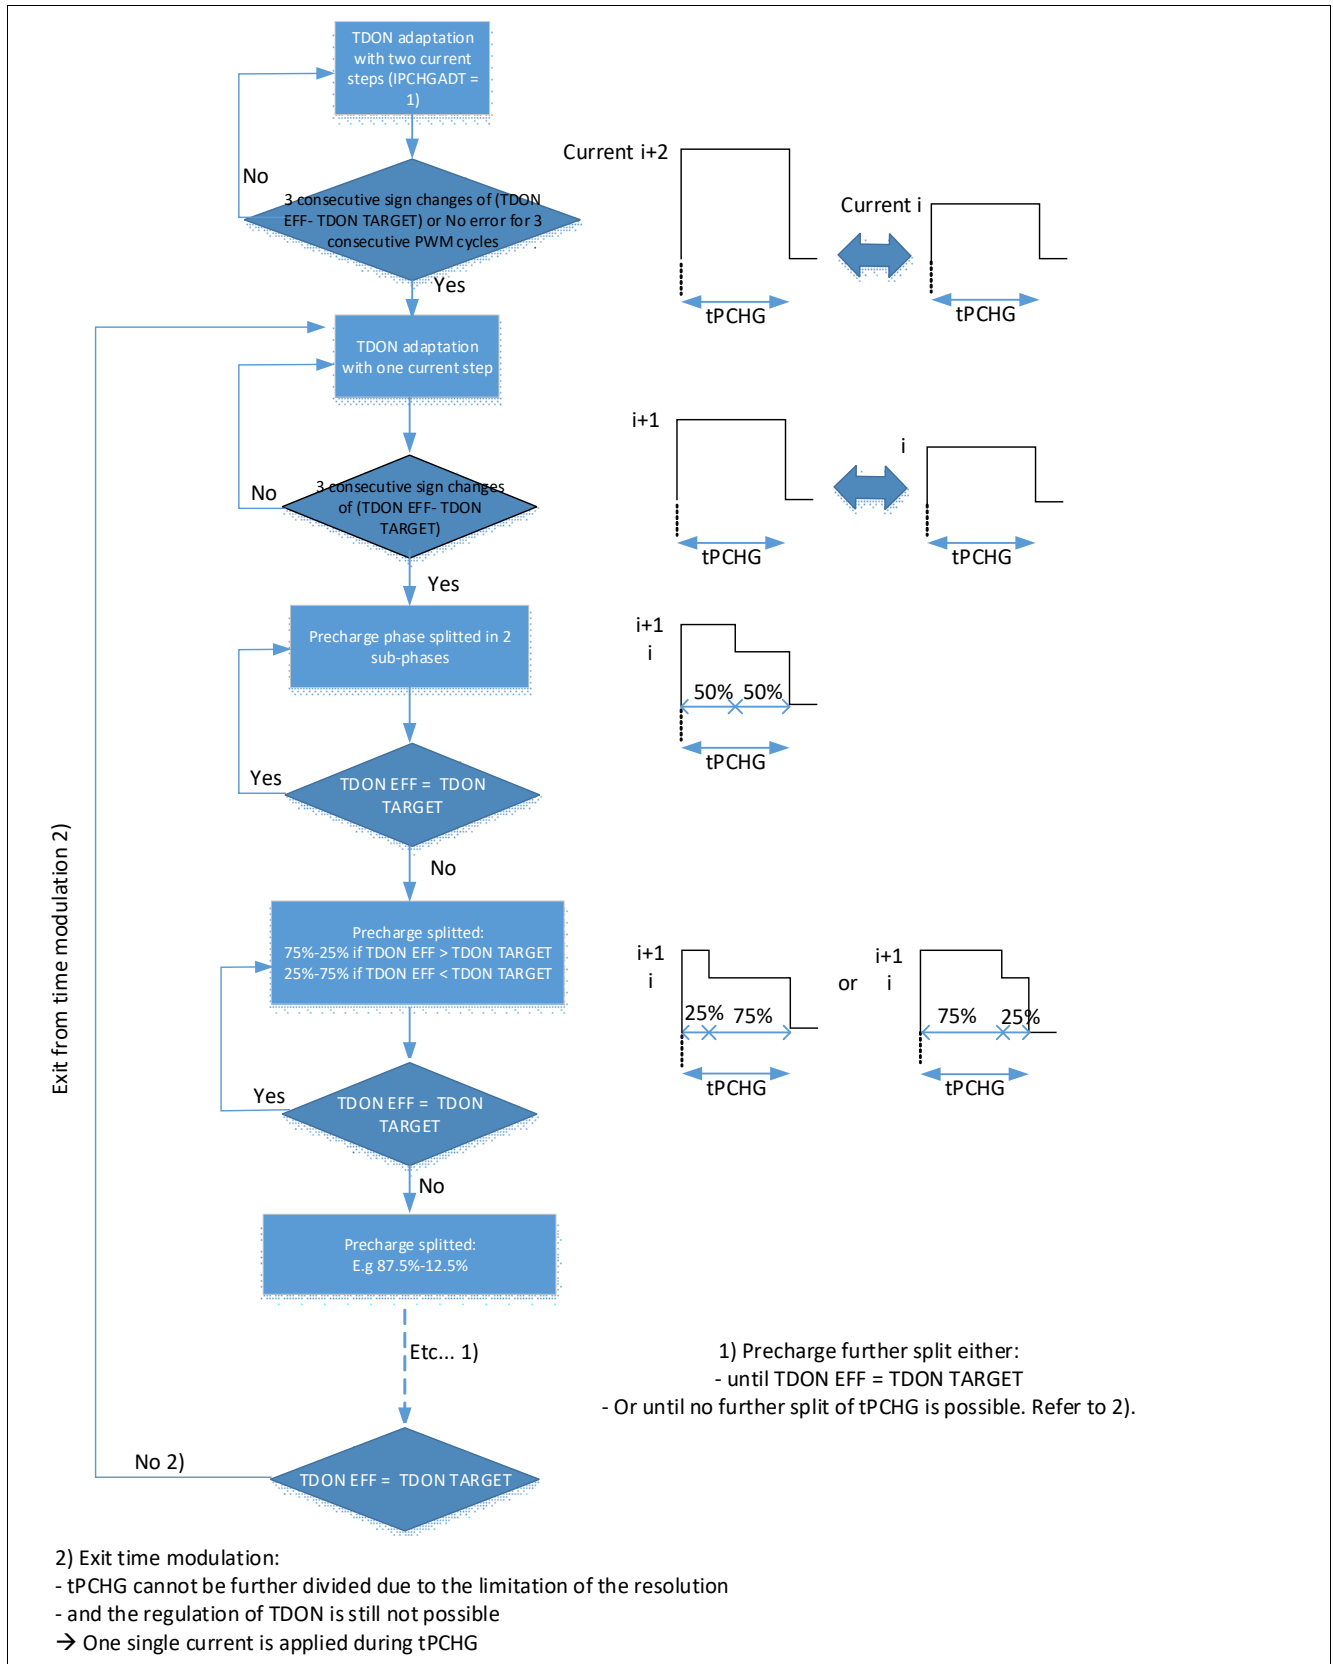 TDON adaptation
with two current
steps (IPCHGADT =
1)
No
3 consecutive sign changes of (TDON
EFF- TDON TARGET) or No error for 3
consecutive PWM cycles
Yes
Current i+2
tPCHG
Current i
tPCHG
TDON adaptation
with one current step
No
3 consecutive sign changes
of (TDON EFF- TDON
TARGET)
Yes
i+1
tPCHG
i
tPCHG
Precharge phase splitted in 2
sub-phases
i+1
i
50% 50%
tPCHG
Yes
TDON EFF = TDON
TARGET
No
Exit from time modulation 2)
Precharge splitted:
75%-25% if TDON EFF > TDON TARGET
25%-75% if TDON EFF < TDON TARGET
i+1
i
25% 75%
tPCHG
or
i+1
i
75% 25%
tPCHG
Yes
TDON EFF = TDON
TARGET
No
Precharge splitted:
E.g 87.5%-12.5%
Etc... 1)
1) Precharge further split either:
- until TDON EFF = TDON TARGET
- Or until no further split of tPCHG is possible. Refer to 2).
No 2)
TDON EFF = TDON TARGET
2) Exit time modulation:
- tPCHG cannot be further divided due to the limitation of the resolution
- and the regulation of TDON is still not possible
→ One single current is applied during tPCHG